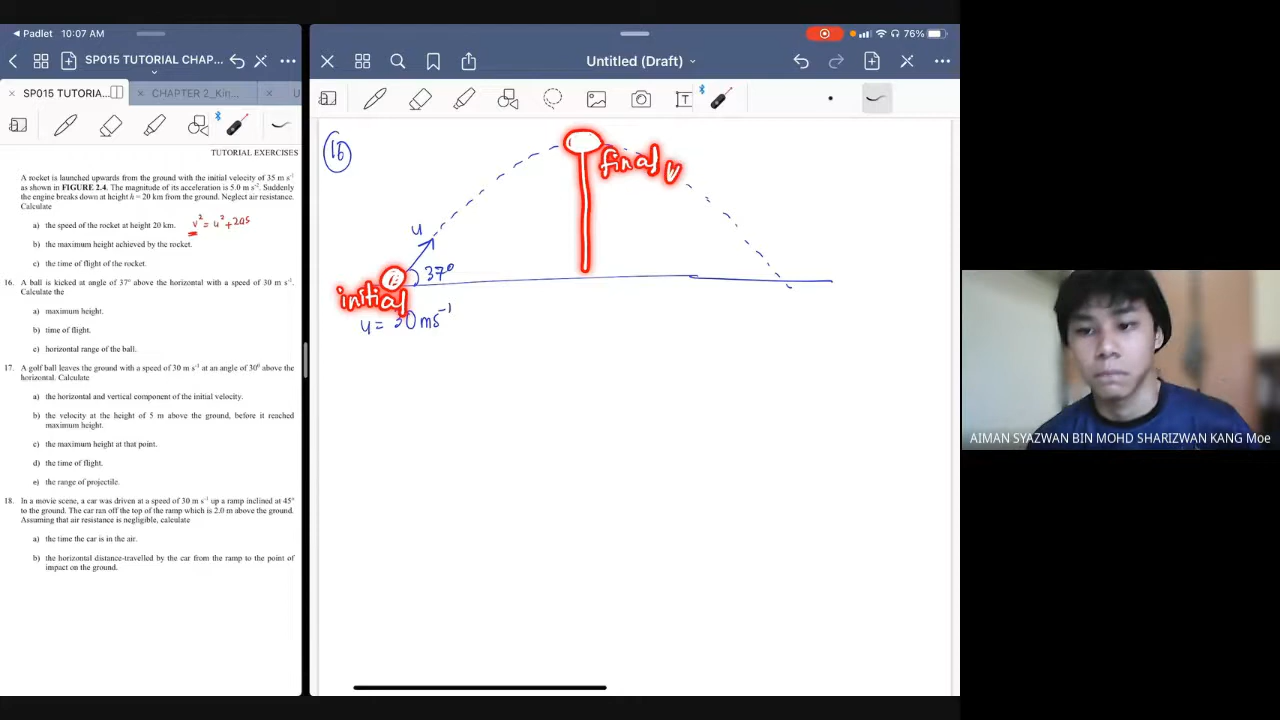 Padlet 10:07 AM
76%
SP015 TUTORIAL CHAP...
Untitled (Draft)
SP015 TUTORIA...
CHAPTER 2_Kin...
U
TUTORIAL EXERCISES
A rocket is launched upwards from the ground with the initial velocity of 35 m s⁻¹
as shown in FIGURE 2.4. The magnitude of its acceleration is 5.0 m s⁻². Suddenly
the engine breaks down at height h = 20 km from the ground. Neglect air resistance.
Calculate
a) the speed of the rocket at height 20 km. v² = u² + 2as
b) the maximum height achieved by the rocket.
c) the time of flight of the rocket.
16. A ball is kicked at angle of 37⁰ above the horizontal with a speed of 30 m s⁻¹.
Calculate the
a) maximum height.
b) time of flight.
c) horizontal range of the ball.
17. A golf ball leaves the ground with a speed of 30 m s⁻¹ at an angle of 30⁰ above the
horizontal. Calculate
a) the horizontal and vertical component of the initial velocity.
b) the velocity at the height of 5 m above the ground, before it reached
maximum height.
c) the maximum height at that point.
d) the time of flight.
e) the range of projectile.
18. In a movie scene, a car was driven at a speed of 30 m s⁻¹ up a ramp inclined at 45°
to the ground. The car ran off the top of the ramp which is 2.0 m above the ground.
Assuming that air resistance is negligible, calculate
a) the time the car is in the air.
b) the horizontal distance-travelled by the car from the ramp to the point of
impact on the ground.
16
final v
u
37⁰
initial
u = 30 ms⁻¹
AIMAN SYAZWAN BIN MOHD SHARIZWAN KANG Moe